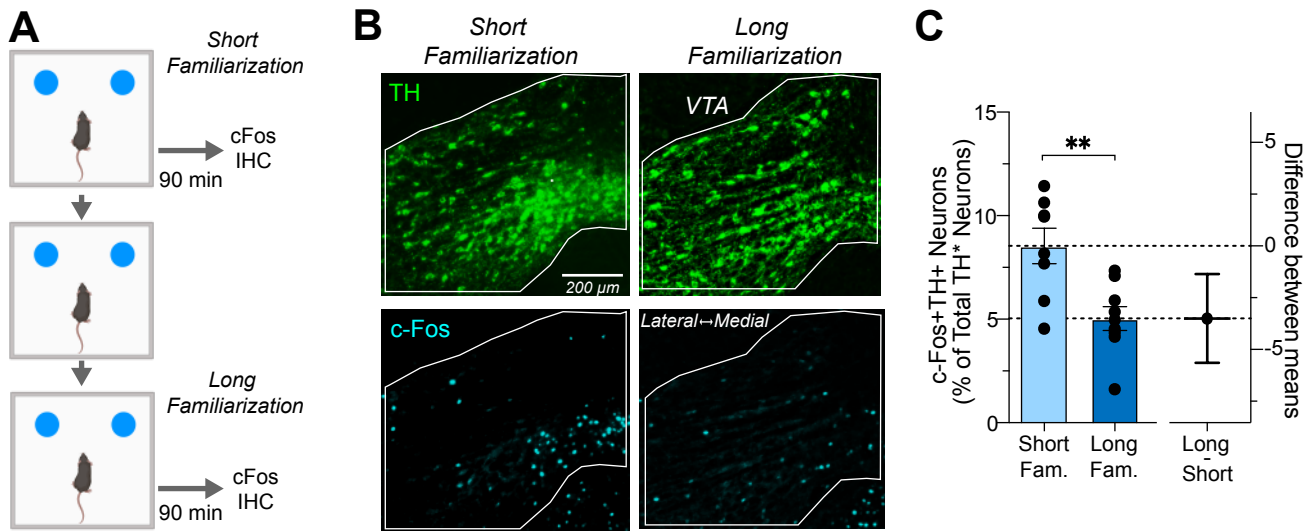 A
Short
Familiarization
cFos
IHC
90 min
Long
Familiarization
cFos
IHC
90 min
B
Short
Familiarization
Long
Familiarization
TH
VTA
200 µm
c-Fos
Lateral↔Medial
C
c-Fos+TH+ Neurons
(% of Total TH* Neurons)
15
10
5
0
**
Short
Fam.
Long
Fam.
Long
-
Short
-5
0
-5
Difference between means